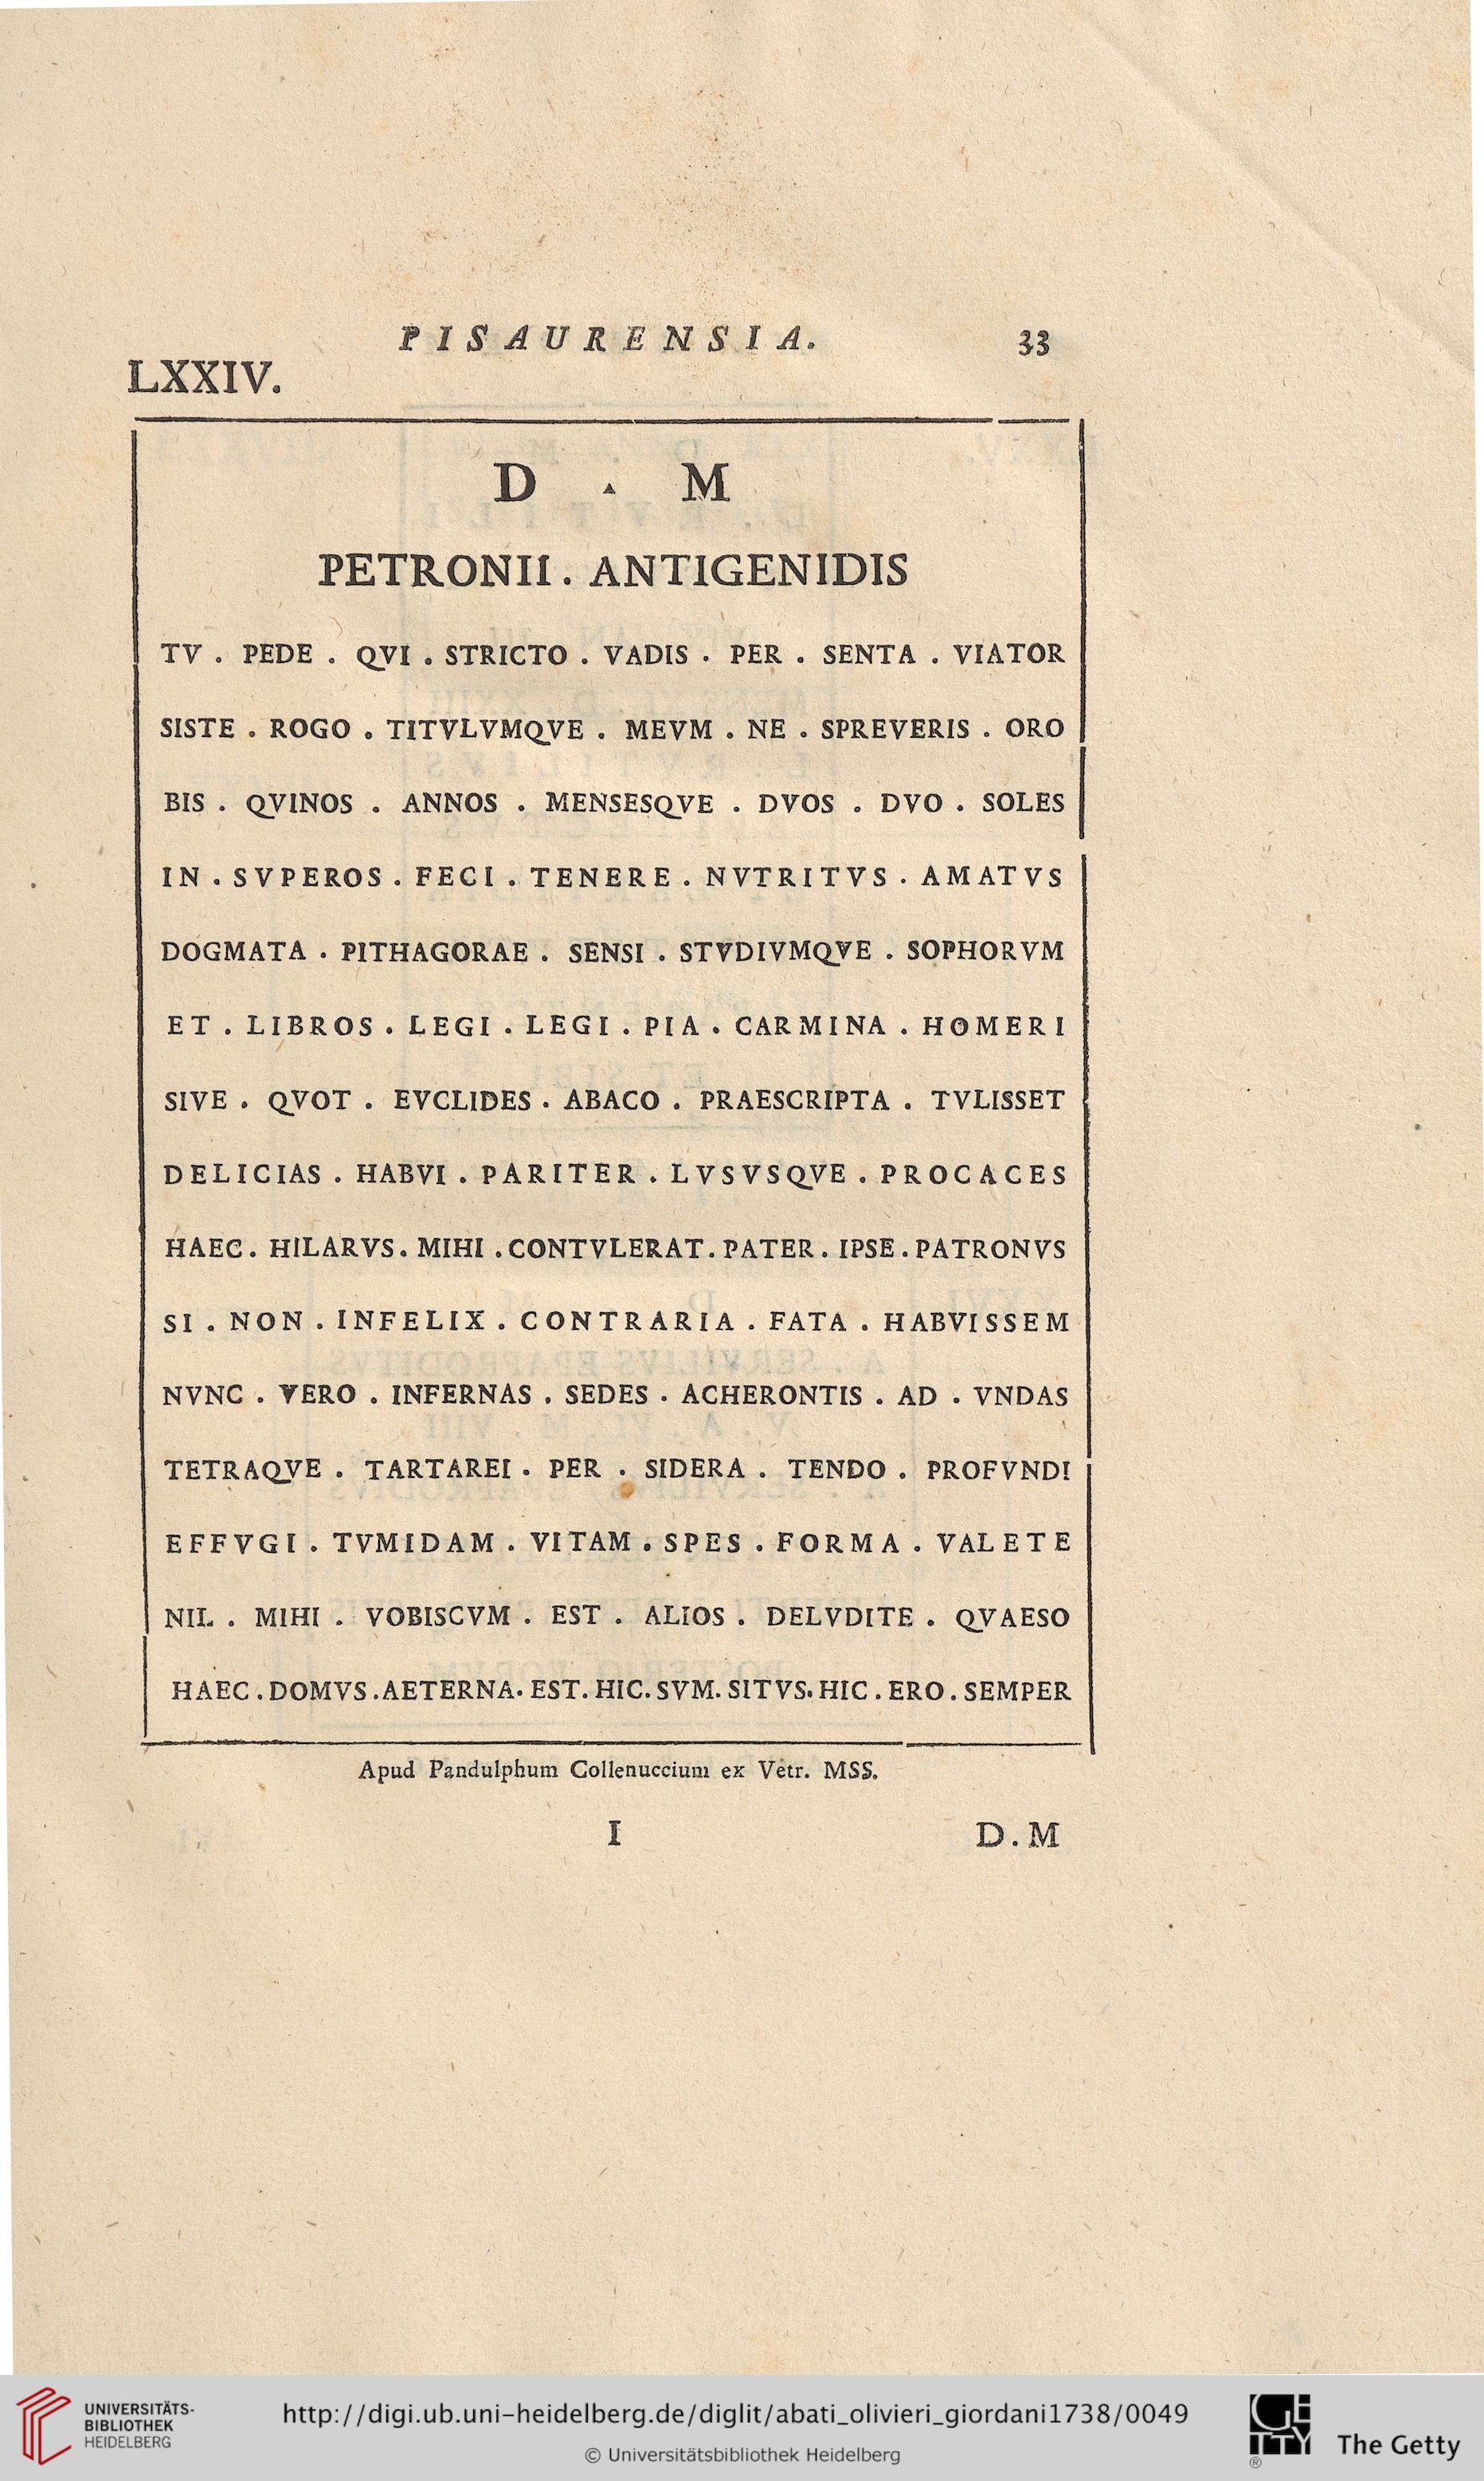 PISAURENSIA. 33
LXXIV.
D ▲ M
PETRONII. ANTIGENIDIS
TV . PEDE . QVI . STRICTO . VADIS . PER . SENTA . VIATOR
SISTE . ROGO . TITVLVMQVE . MEVM . NE . SPREVERIS . ORO
BIS . QVINOS . ANNOS . MENSESQVE . DVOS . DVO . SOLES
IN . SVPEROS . FECI . TENERE . NVTRITVS . AMATVS
DOGMATA . PITHAGORAE . SENSI . STVDIVMQVE . SOPHORVM
ET . LIBROS . LEGI . LEGI . PIA . CARMINA . HOMERI
SIVE . QVOT . EVCLIDES . ABACO . PRAESCRIPTA . TVLISSET
DELICIAS . HABVI . PARITER . LVSVSQVE . PROCACES
HAEC . HILARVS . MIHI . CONTVLERAT . PATER . IPSE . PATRONVS
SI . NON . INFELIX . CONTRARIA . FATA . HABVISSEM
NVNC . VERO . INFERNAS . SEDES . ACHERONTIS . AD . VNDAS
TETRAQVE . TARTAREI . PER . SIDERA . TENDO . PROFVNDI
EFFVGI . TVMIDAM . VITAM . SPES . FORMA . VALETE
NIL . MIHI . VOBISCVM . EST . ALIOS . DELVDITE . QVAESO
HAEC . DOMVS . AETERNA . EST . HIC . SVM . SITVS . HIC . ERO . SEMPER
Apud Pandulphum Collenuccium ex Vetr. MSS.
I D.M
UNIVERSITÄTS-
BIBLIOTHEK
HEIDELBERG
http://digi.ub.uni-heidelberg.de/diglit/abati_olivieri_giordani1738/0049
© Universitätsbibliothek Heidelberg
GETTY
®
The Getty